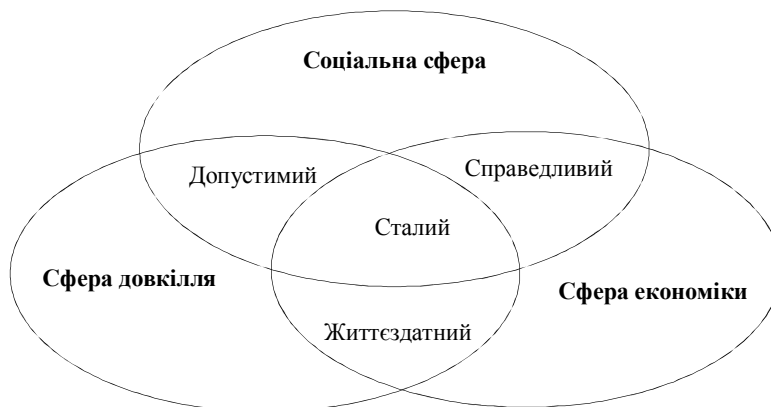 Соціальна сфера
Допустимий
Справедливий
Сталий
Сфера довкілля
Сфера економіки
Життєздатний